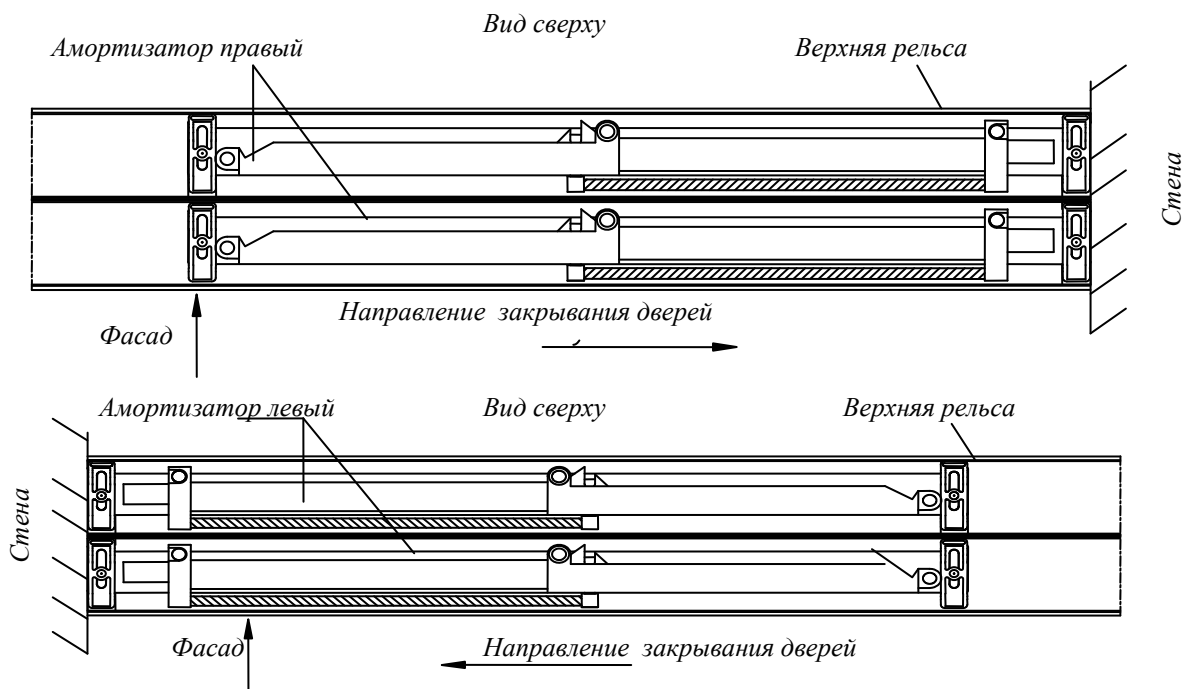 Вид сверху
Амортизатор правый
Верхняя рельса
Стена
Направление закрывания дверей
Фасад
Амортизатор левый
Вид сверху
Верхняя рельса
Стена
Фасад
Направление закрывания дверей